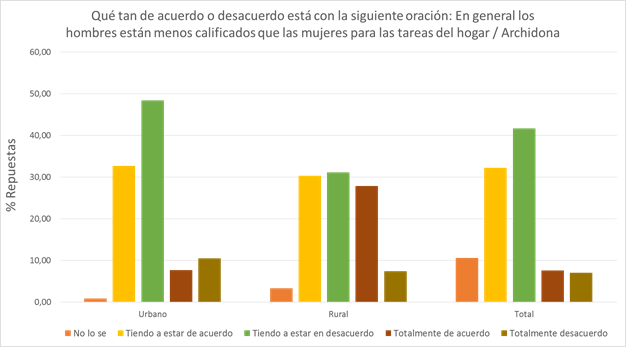 Qué tan de acuerdo o desacuerdo está con la siguiente oración: En general los
hombres están menos calificados que las mujeres para las tareas del hogar / Archidona
60,00
50,00
40,00
30,00
20,00
10,00
0,00
% Repuestas
Urbano
Rural
Total
No lo se
Tiendo a estar de acuerdo
Tiendo a estar en desacuerdo
Totalmente de acuerdo
Totalmente desacuerdo